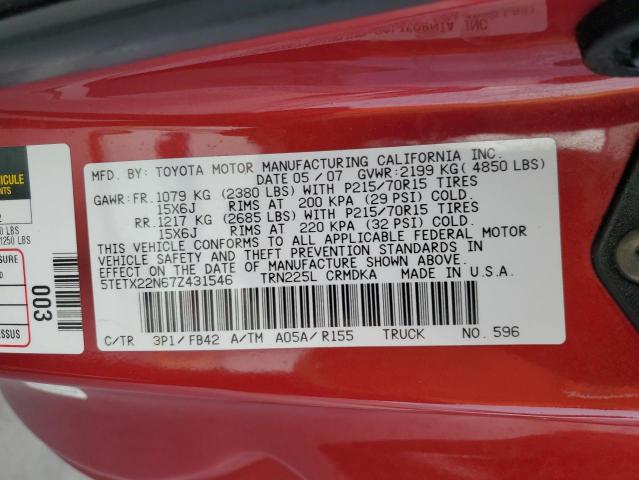 MFD. BY: TOYOTA MOTOR MANUFACTURING CALIFORNIA INC.
DATE 05/07 GVWR: 2199 KG( 4850 LBS)
GAWR: FR. 1079 KG (2380 LBS) WITH P215/70R15 TIRES
15X6J RIMS AT 200 KPA (29 PSI) COLD.
RR. 1217 KG (2685 LBS) WITH P215/70R15 TIRES
15X6J RIMS AT 220 KPA (32 PSI) COLD.
THIS VEHICLE CONFORMS TO ALL APPLICABLE FEDERAL MOTOR
VEHICLE SAFETY AND THEFT PREVENTION STANDARDS IN
EFFECT ON THE DATE OF MANUFACTURE SHOWN ABOVE.
5TETX22N67Z431546 TRN225L CRMDKA MADE IN U.S.A.
C/TR 3P1/FB42 A/TM A05A/R155 TRUCK NO. 596
003
1250 LBS